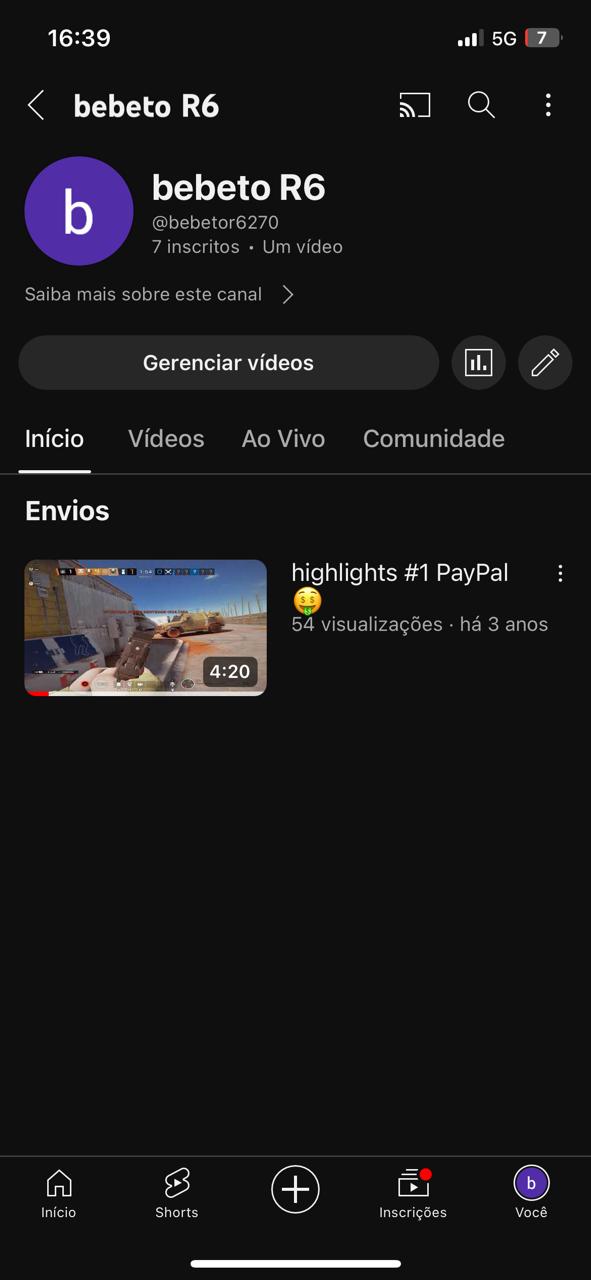 16:39
5G
7
bebeto R6
b
bebeto R6
@bebetor6270
7 inscritos • Um vídeo
Saiba mais sobre este canal
Gerenciar vídeos
Início
Vídeos
Ao Vivo
Comunidade
Envios
highlights #1 PayPal
🤑
54 visualizações · há 3 anos
4:20
Início
Shorts
Inscrições
b
Você